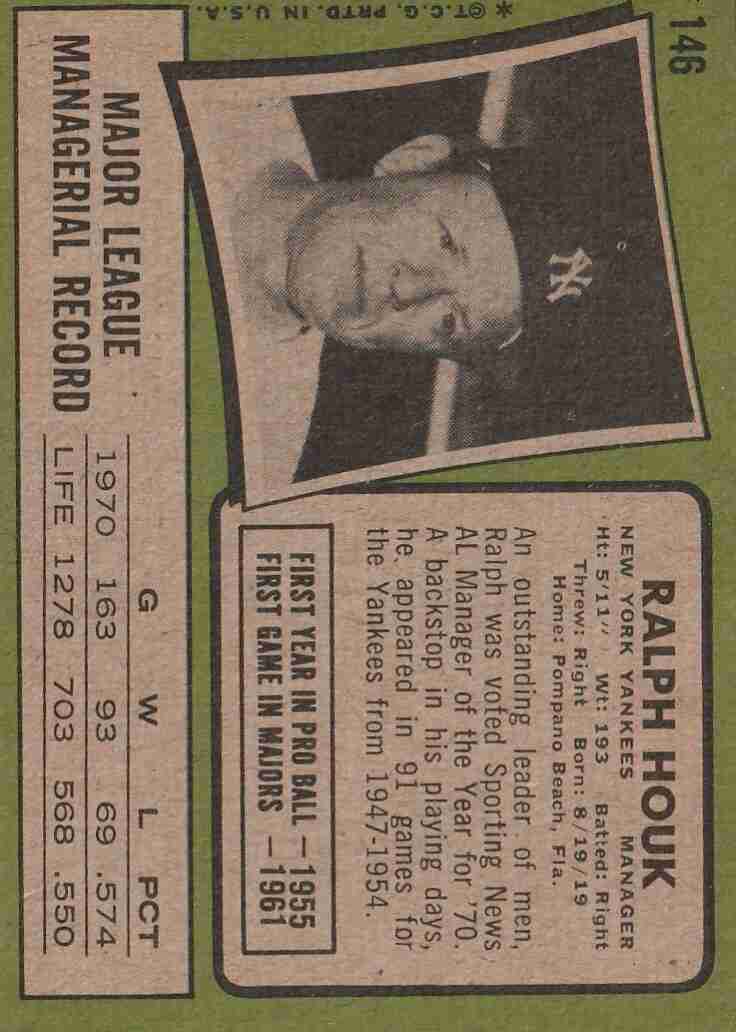 146
NY
RALPH HOUK
NEW YORK YANKEES MANAGER
Ht: 5/11" Wt: 193 Batted: Right
Threw: Right Born: 8/19/19
Home: Pompano Beach, Fla.
An outstanding leader of men,
Ralph was voted Sporting News
AL Manager of the Year for '70.
A backstop in his playing days,
he appeared in 91 games for
the Yankees from 1947-1954.
FIRST YEAR IN PRO BALL — 1955
FIRST GAME IN MAJORS — 1961
MAJOR LEAGUE
MANAGERIAL RECORD
G W L PCT
1970 163 93 69 .574
LIFE 1278 703 568 .550
* ©T.C.G. PRTD. IN U.S.A.